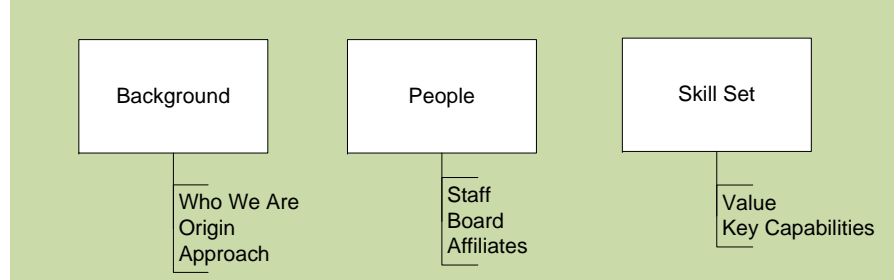 Background
Who We Are
Origin
Approach
People
Staff
Board
Affiliates
Skill Set
Value
Key Capabilities